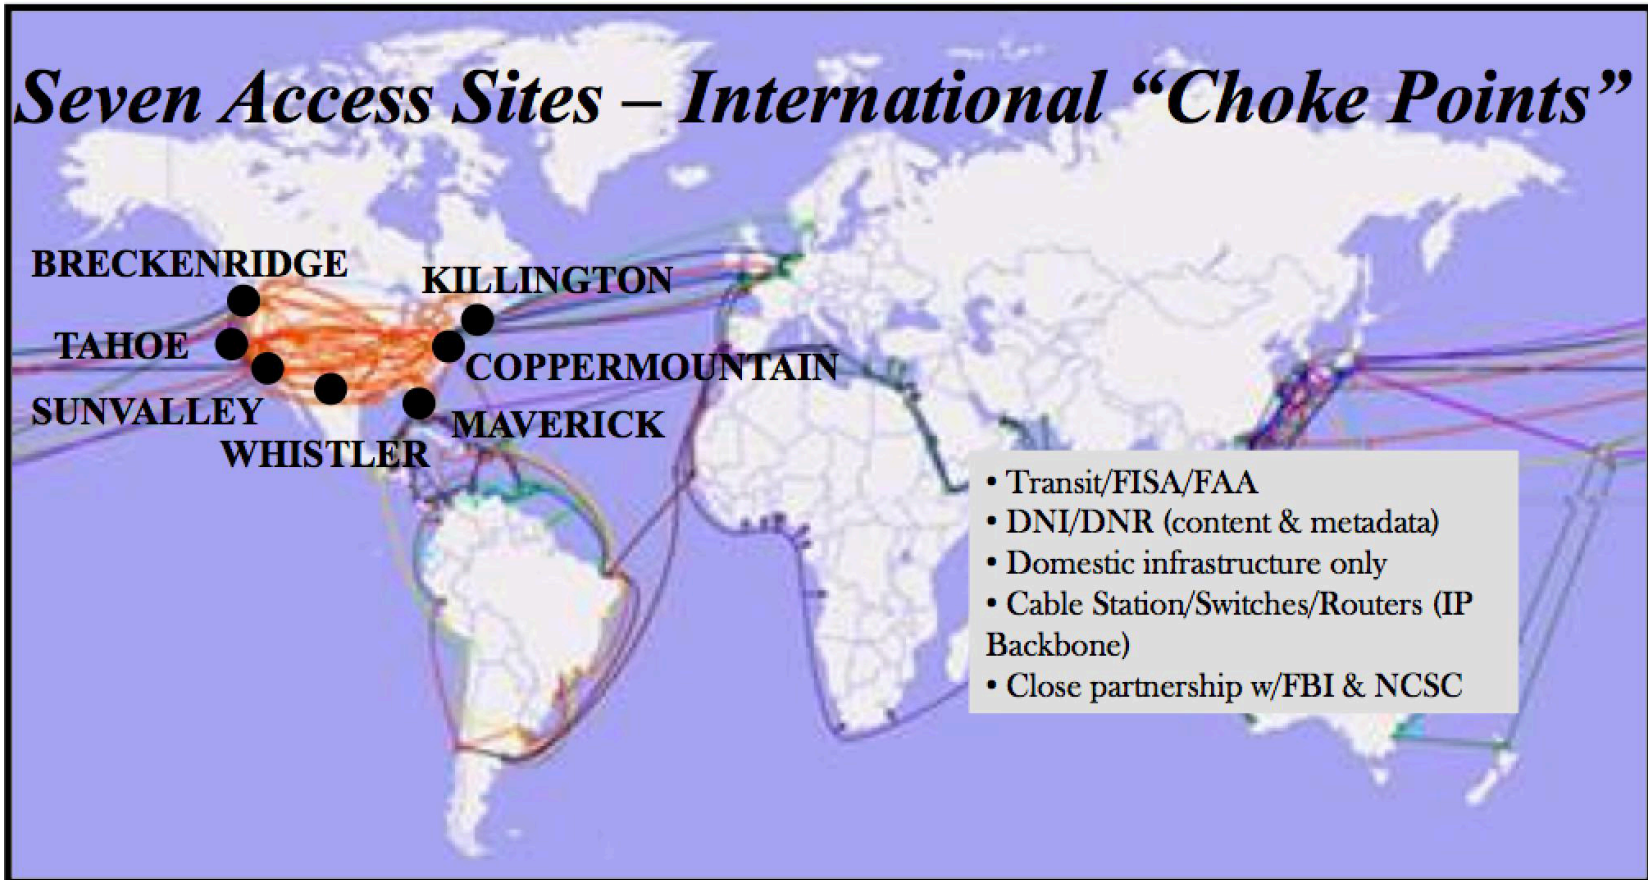 Seven Access Sites – International “Choke Points”
BRECKENRIDGE
KILLINGTON
TAHOE
COPPERMOUNTAIN
SUNVALLEY
MAVERICK
WHISTLER
• Transit/FISA/FAA
• DNI/DNR (content & metadata)
• Domestic infrastructure only
• Cable Station/Switches/Routers (IP
Backbone)
• Close partnership w/FBI & NCSC